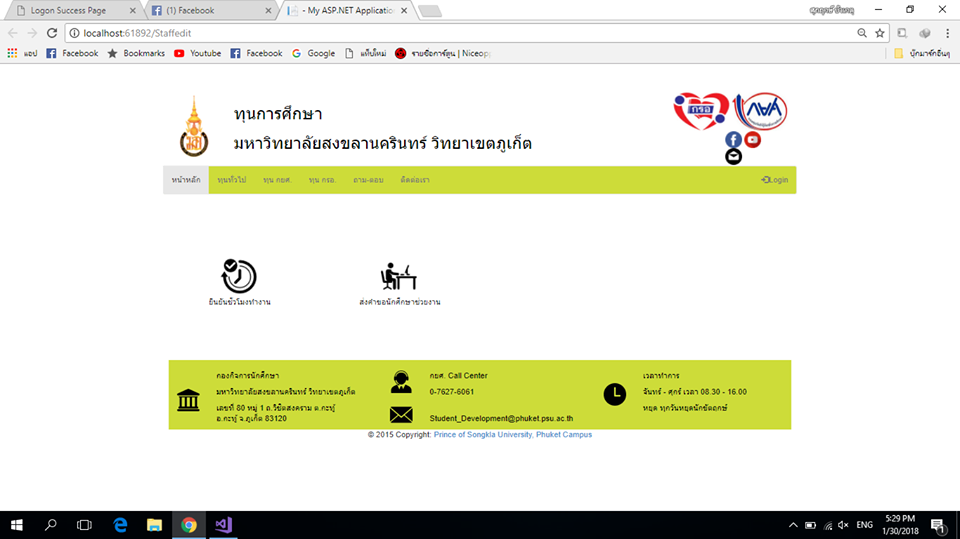 Logon Success Page
(1) Facebook
- My ASP.NET Application
localhost:61892/Staffedit
แอป
Facebook
Bookmarks
Youtube
Facebook
Google
แท็บใหม่
รายชื่อการ์ตูน | Niceop
บุ๊กมาร์กอื่นๆ
ทุนการศึกษา
มหาวิทยาลัยสงขลานครินทร์ วิทยาเขตภูเก็ต
กรอ
กยศ
หน้าหลัก
ทุนทั่วไป
ทุน กยศ.
ทุน กรอ.
ถาม-ตอบ
ติดต่อเรา
Login
ยืนยันชั่วโมงทำงาน
ส่งคำขอนักศึกษาช่วยงาน
กองกิจการนักศึกษา
มหาวิทยาลัยสงขลานครินทร์ วิทยาเขตภูเก็ต
เลขที่ 80 หมู่ 1 ถ.วิชิตสงคราม ต.กะทู้
อ.กะทู้ จ.ภูเก็ต 83120
กยศ. Call Center
0-7627-6061
Student_Development@phuket.psu.ac.th
เวลาทำการ
จันทร์ - ศุกร์ เวลา 08.30 - 16.00
หยุด ทุกวันหยุดนักขัตฤกษ์
© 2015 Copyright: Prince of Songkla University, Phuket Campus
ENG
5:29 PM
1/30/2018
1